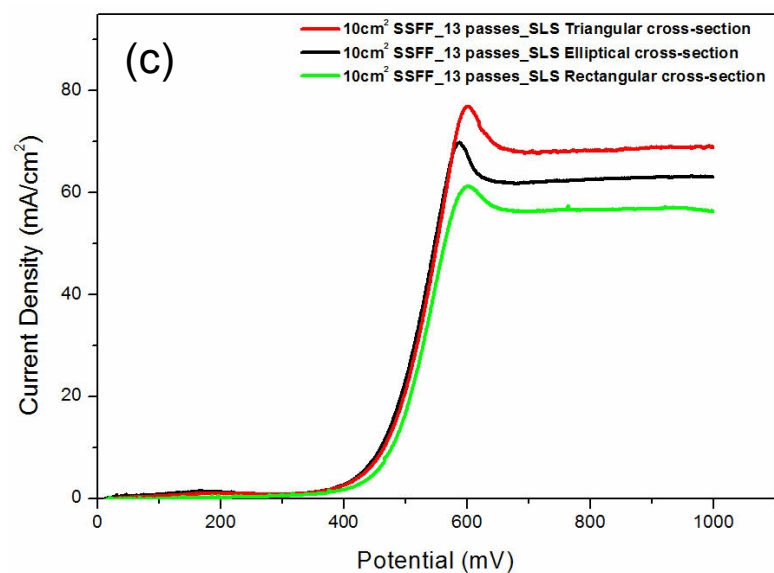 (c)
10cm² SSFF_13 passes_SLS Triangular cross-section
10cm² SSFF_13 passes_SLS Elliptical cross-section
10cm² SSFF_13 passes_SLS Rectangular cross-section
Current Density (mA/cm²)
80
60
40
20
0
0 200 400 600 800 1000
Potential (mV)